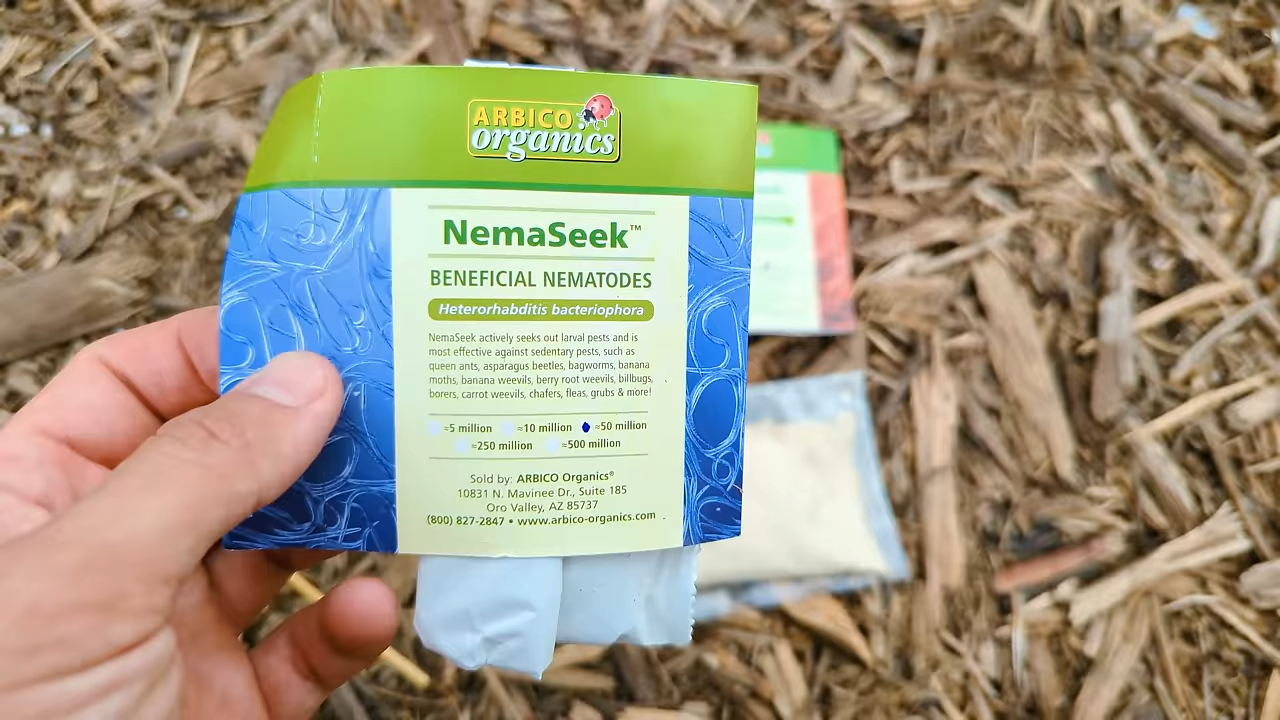 ARBICO
organics
NemaSeek™
BENEFICIAL NEMATODES
Heterorhabditis bacteriophora
NemaSeek actively seeks out larval pests and is
most effective against sedentary pests, such as
queen ants, asparagus beetles, bagworms, banana
moths, banana weevils, berry root weevils, billbugs,
borers, carrot weevils, chafers, fleas, grubs & more!
≈5 million ≈10 million ≈50 million
≈250 million ≈500 million
Sold by: ARBICO Organics®
10831 N. Mavinee Dr., Suite 185
Oro Valley, AZ 85737
(800) 827-2847 • www.arbico-organics.com